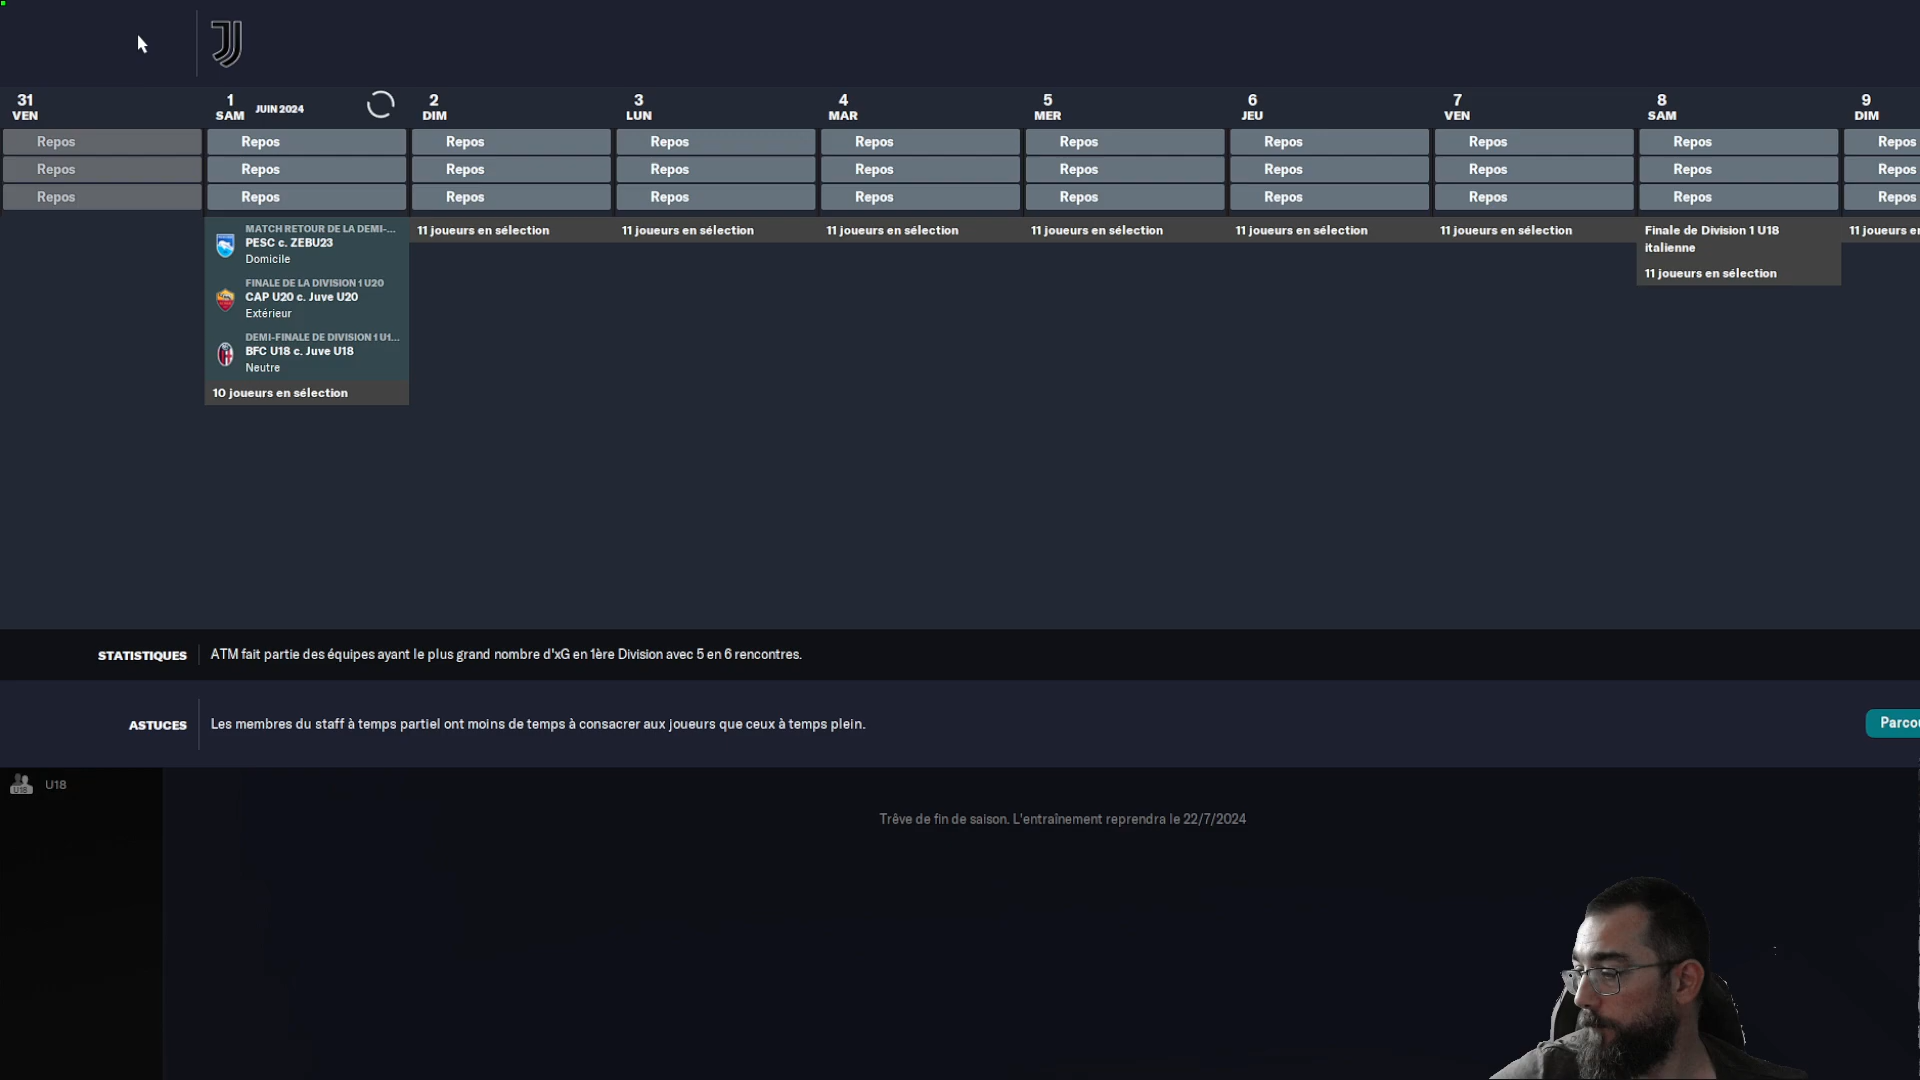 31
VEN
1
SAM
JUIN 2024
2
DIM
3
LUN
4
MAR
5
MER
6
JEU
7
VEN
8
SAM
9
DIM
Repos Repos Repos Repos Repos Repos Repos Repos Repos Repos
Repos Repos Repos Repos Repos Repos Repos Repos Repos Repos
Repos Repos Repos Repos Repos Repos Repos Repos Repos Repos
MATCH RETOUR DE LA DEMI-...
PESC c. ZEBU23
Domicile
FINALE DE LA DIVISION 1 U20
CAP U20 c. Juve U20
Extérieur
DEMI-FINALE DE DIVISION 1 U1...
BFC U18 c. Juve U18
Neutre
10 joueurs en sélection
11 joueurs en sélection
11 joueurs en sélection
11 joueurs en sélection
11 joueurs en sélection
11 joueurs en sélection
11 joueurs en sélection
Finale de Division 1 U18
italienne
11 joueurs en sélection
11 joueurs e
STATISTIQUES
ATM fait partie des équipes ayant le plus grand nombre d'xG en 1ère Division avec 5 en 6 rencontres.
ASTUCES
Les membres du staff à temps partiel ont moins de temps à consacrer aux joueurs que ceux à temps plein.
Parco
U18
U18
Trêve de fin de saison. L'entraînement reprendra le 22/7/2024